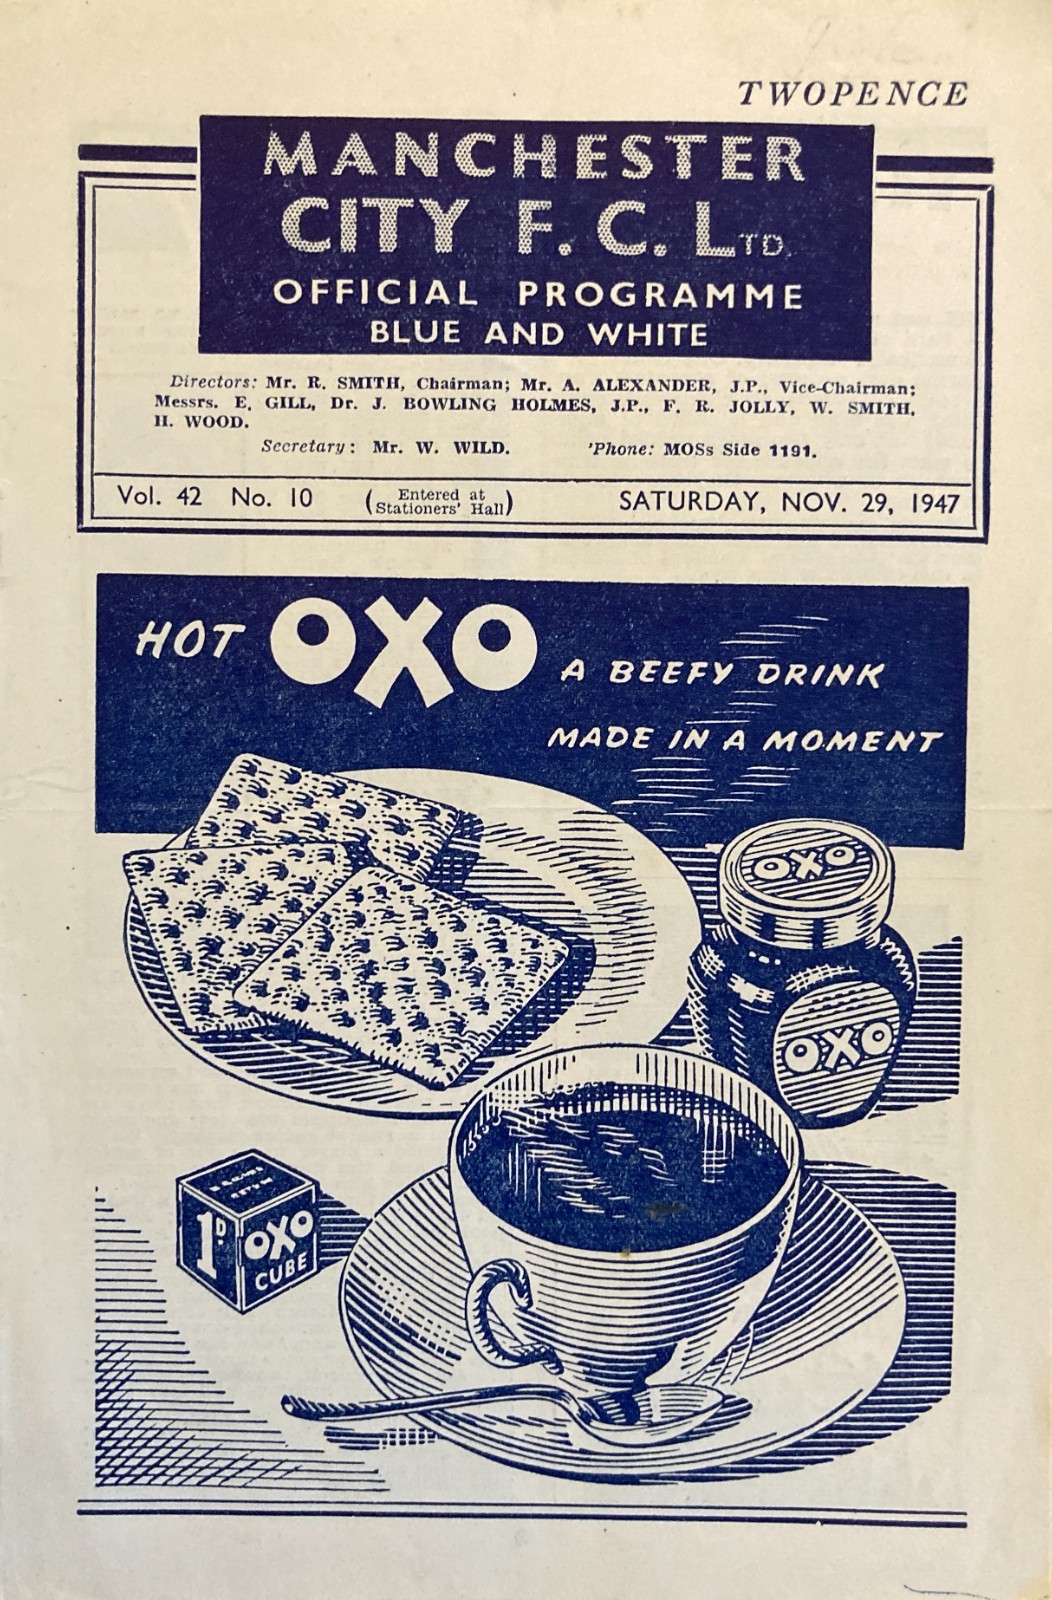 TWOPENCE
MANCHESTER
CITY F. C. LTD.
OFFICIAL PROGRAMME
BLUE AND WHITE
Directors: Mr. R. SMITH, Chairman; Mr. A. ALEXANDER, J.P., Vice-Chairman;
Messrs. E. GILL, Dr. J. BOWLING HOLMES, J.P., F. R. JOLLY, W. SMITH,
H. WOOD.
Secretary: Mr. W. WILD. 'Phone: MOSs Side 1191.
Vol. 42 No. 10 (Entered at Stationers' Hall) SATURDAY, NOV. 29, 1947
HOT OXO
A BEEFY DRINK
MADE IN A MOMENT
OXO
OXO
1D OXO
CUBE